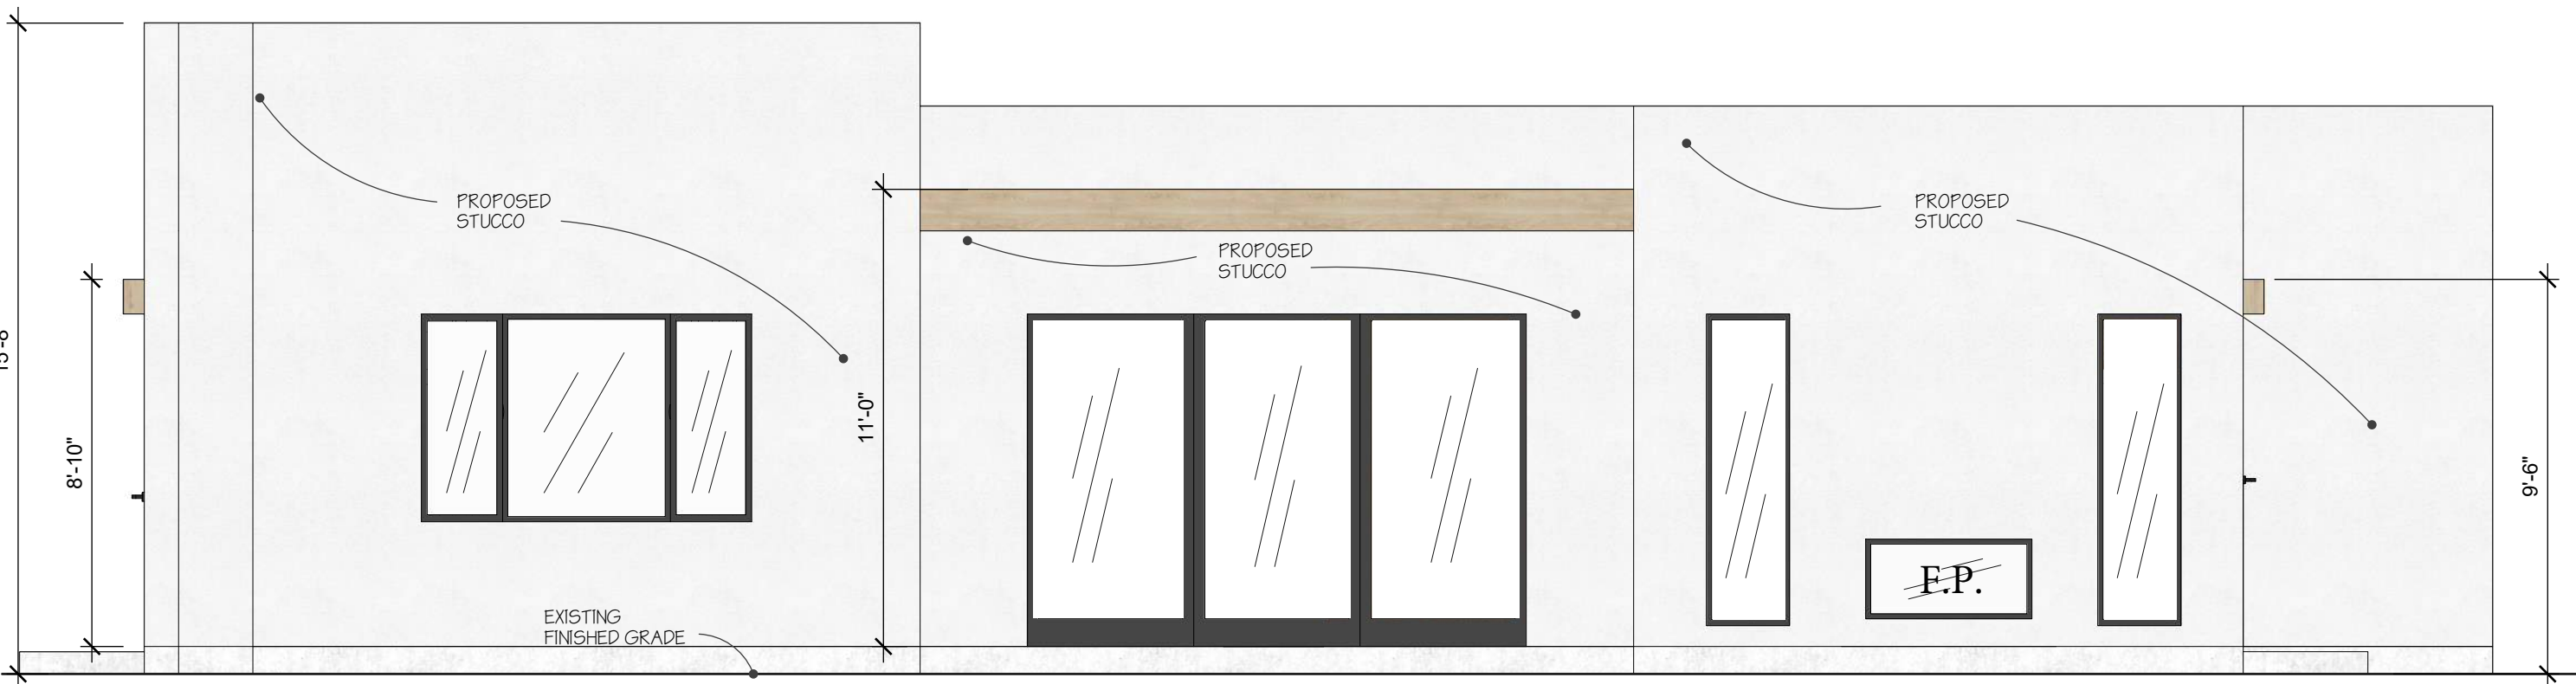 PROPOSED
STUCCO
PROPOSED
STUCCO
PROPOSED
STUCCO
8'-10"
11'-0"
9'-6"
F.P.
EXISTING
FINISHED GRADE